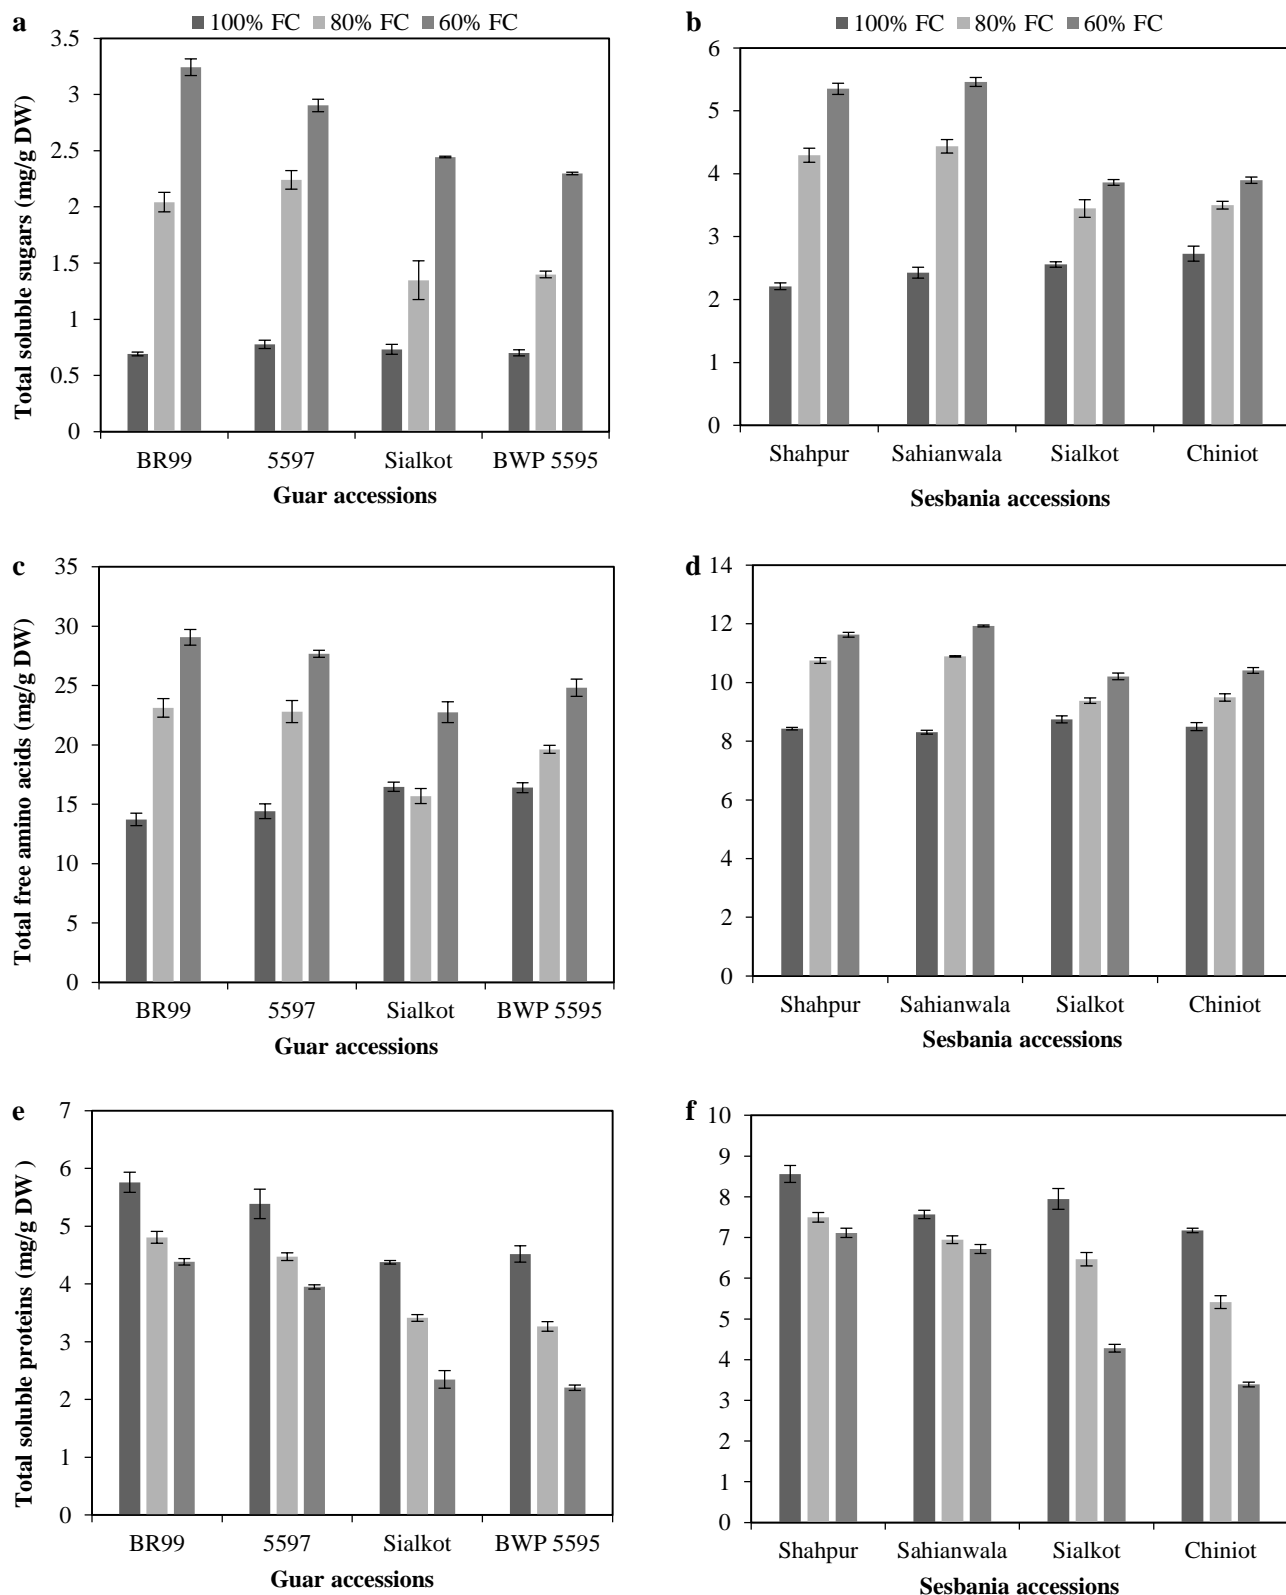 a
100% FC 80% FC 60% FC
Total soluble sugars (mg/g DW)
3.5
3
2.5
2
1.5
1
0.5
0
BR99 5597 Sialkot BWP 5595
Guar accessions
b
100% FC 80% FC 60% FC
6
5
4
3
2
1
0
Shahpur Sahianwala Sialkot Chiniot
Sesbania accessions
c
Total free amino acids (mg/g DW)
35
30
25
20
15
10
5
0
BR99 5597 Sialkot BWP 5595
Guar accessions
d
14
12
10
8
6
4
2
0
Shahpur Sahianwala Sialkot Chiniot
Sesbania accessions
e
Total soluble proteins (mg/g DW )
7
6
5
4
3
2
1
0
BR99 5597 Sialkot BWP 5595
Guar accessions
f
10
9
8
7
6
5
4
3
2
1
0
Shahpur Sahianwala Sialkot Chiniot
Sesbania accessions